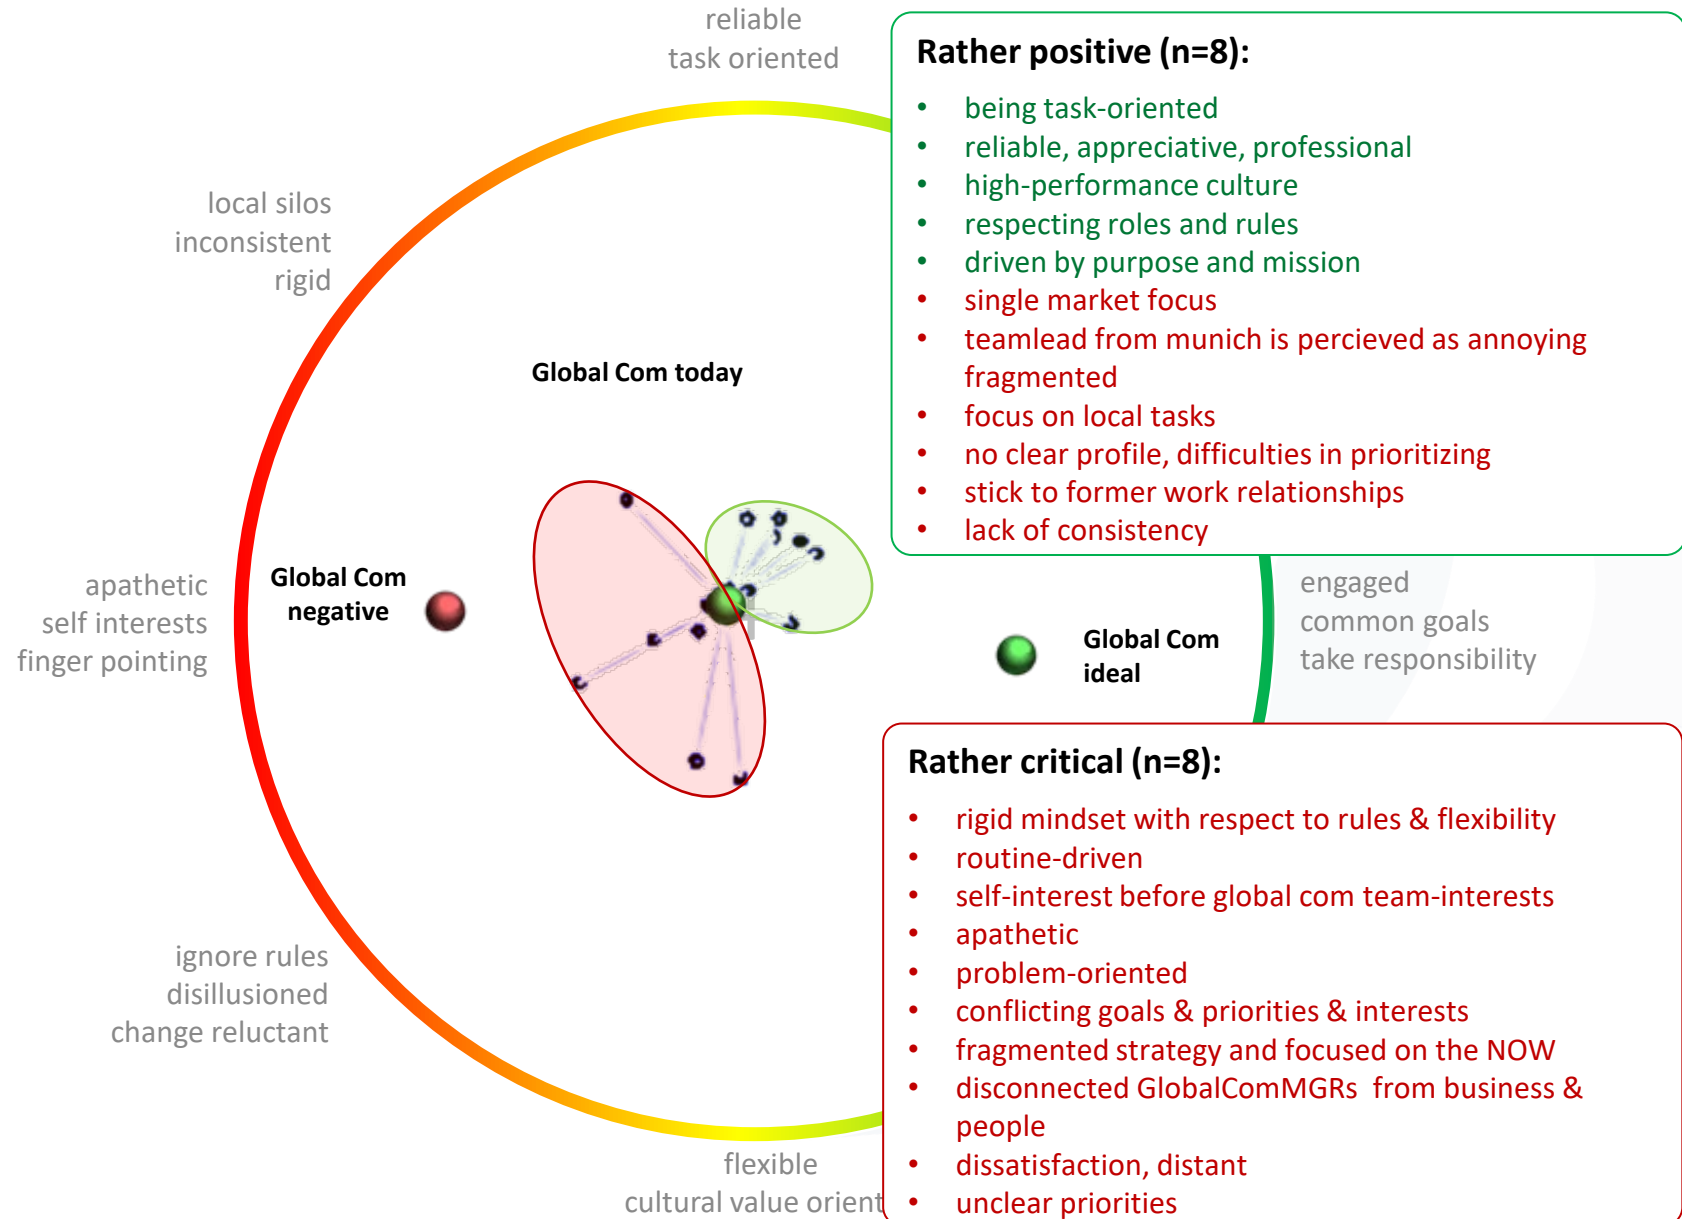 reliable
task oriented
Rather positive (n=8):
• being task-oriented
• reliable, appreciative, professional
• high-performance culture
• respecting roles and rules
• driven by purpose and mission
• single market focus
• teamlead from munich is percieved as annoying
fragmented
• focus on local tasks
• no clear profile, difficulties in prioritizing
• stick to former work relationships
• lack of consistency
local silos
inconsistent
rigid
Global Com today
apathetic
self interests
finger pointing
Global Com
negative
Global Com
ideal
engaged
common goals
take responsibility
Rather critical (n=8):
• rigid mindset with respect to rules & flexibility
• routine-driven
• self-interest before global com team-interests
• apathetic
• problem-oriented
• conflicting goals & priorities & interests
• fragmented strategy and focused on the NOW
• disconnected GlobalComMGRs from business &
people
• dissatisfaction, distant
• unclear priorities
ignore rules
disillusioned
change reluctant
flexible
cultural value orient